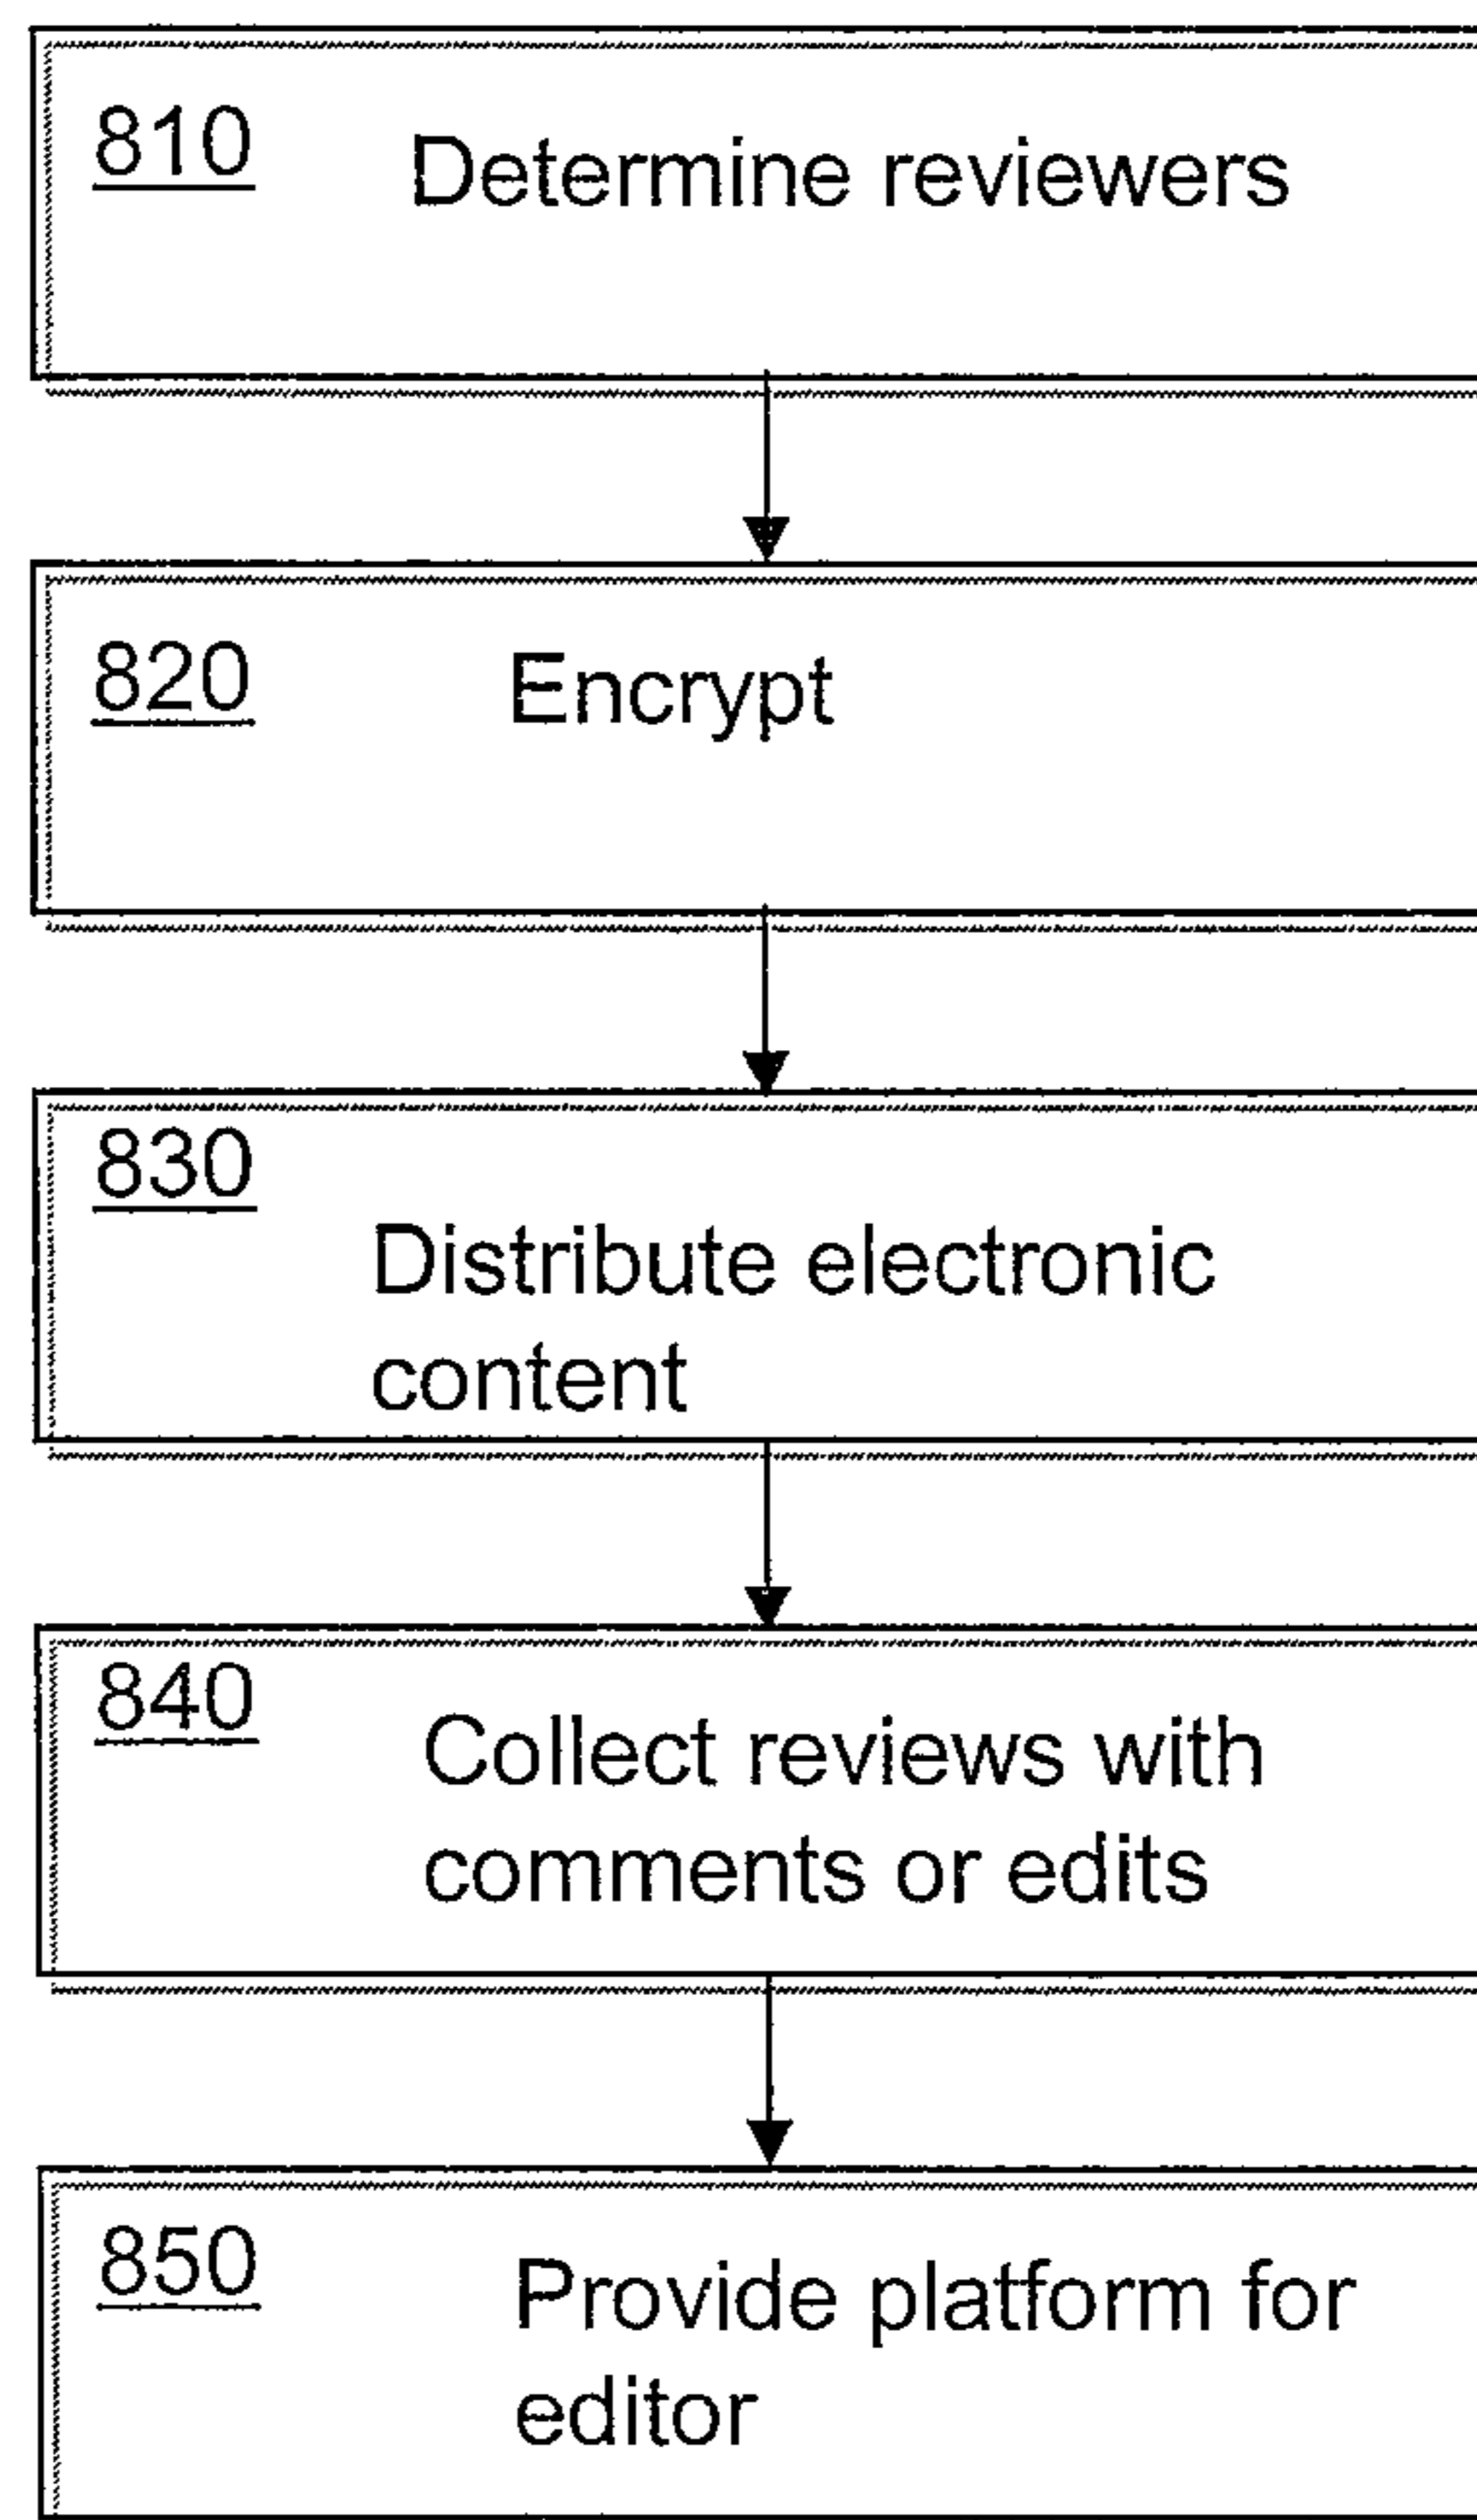 810
Determine reviewers
820
Encrypt
830
Distribute electronic
content
840
Collect reviews with
comments or edits
850
Provide platform for
editor